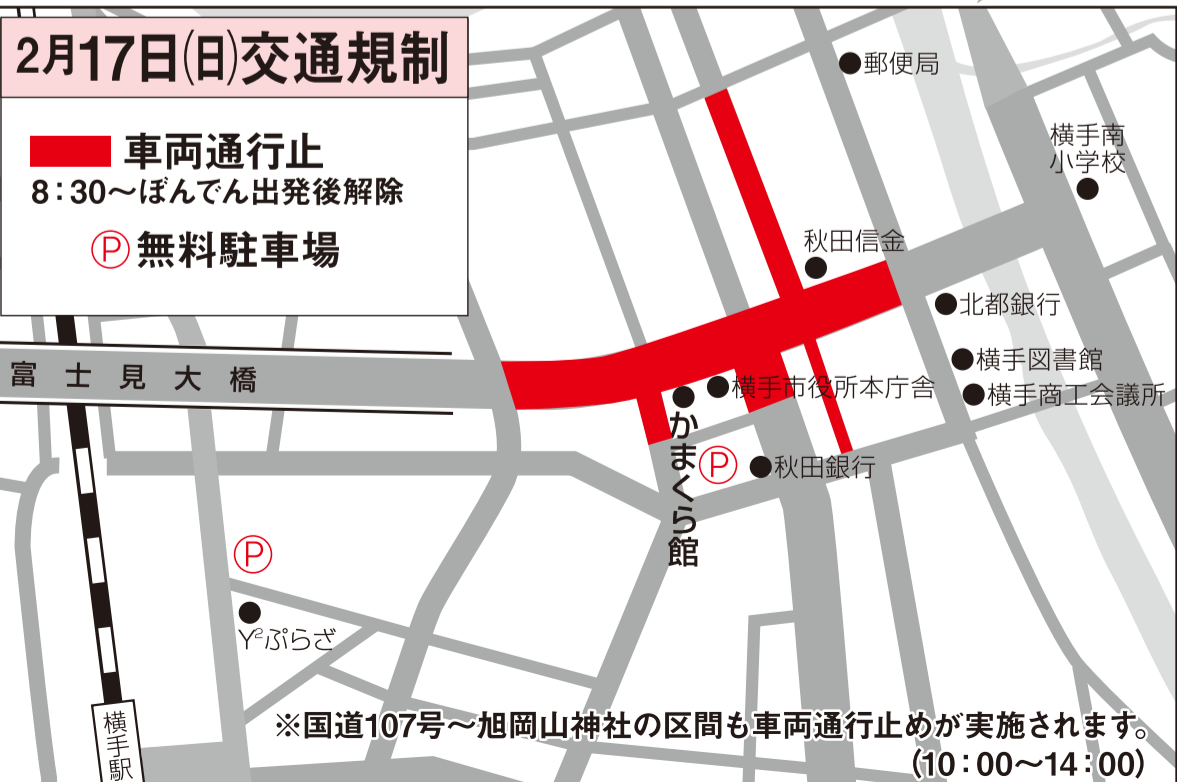 2月17日(日)交通規制
車両通行止
8:30～ぼんでん出発後解除
Ⓟ無料駐車場
郵便局
横手南
小学校
秋田信金
北都銀行
富士見大橋
横手図書館
横手市役所本庁舎
横手商工会議所
かまくら館
Ⓟ
秋田銀行
Ⓟ
Y²ぷらざ
横手駅
※国道107号～旭岡山神社の区間も車両通行止めが実施されます。
(10:00～14:00)